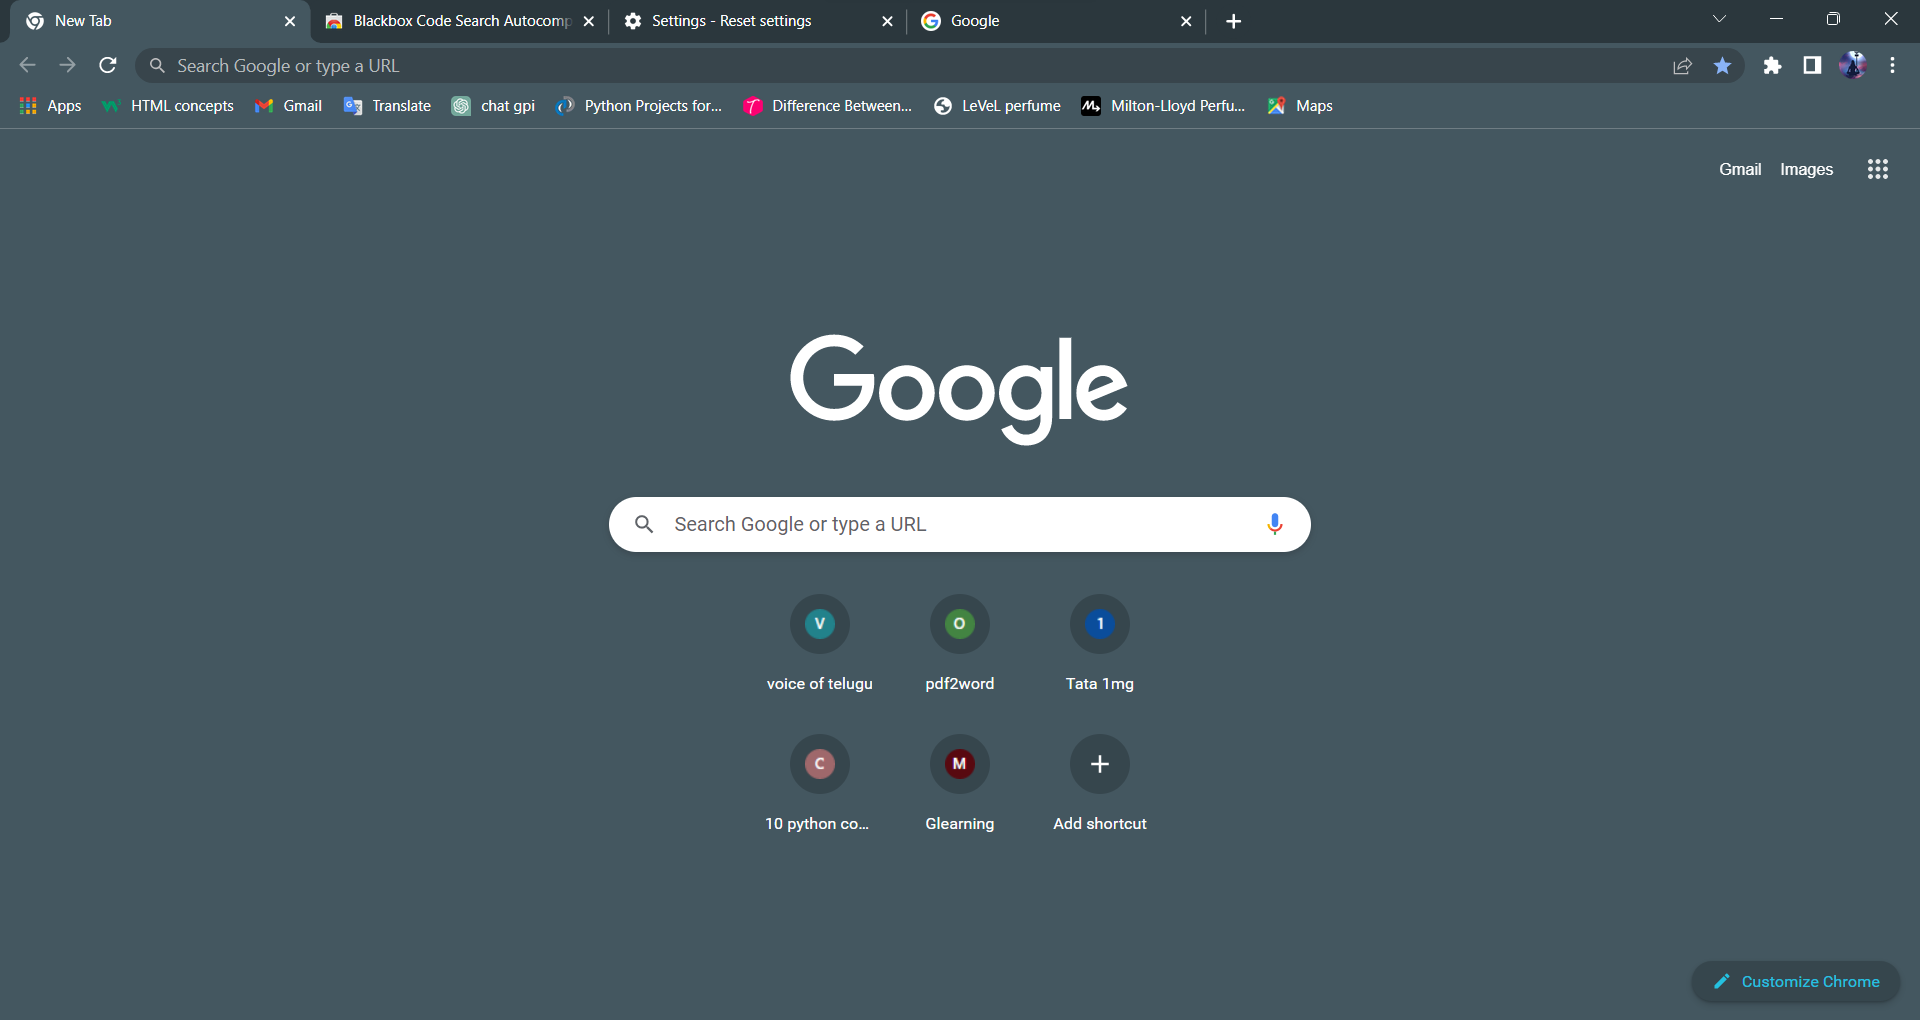 New Tab
Blackbox Code Search Autocomp
Settings - Reset settings
Google
Search Google or type a URL
Apps
HTML concepts
Gmail
Translate
chat gpi
Python Projects for...
Difference Between...
LeVeL perfume
Milton-Lloyd Perfu...
Maps
Gmail Images
Google
Search Google or type a URL
V
O
1
voice of telugu
pdf2word
Tata 1mg
C
M
10 python co...
Glearning
Add shortcut
Customize Chrome